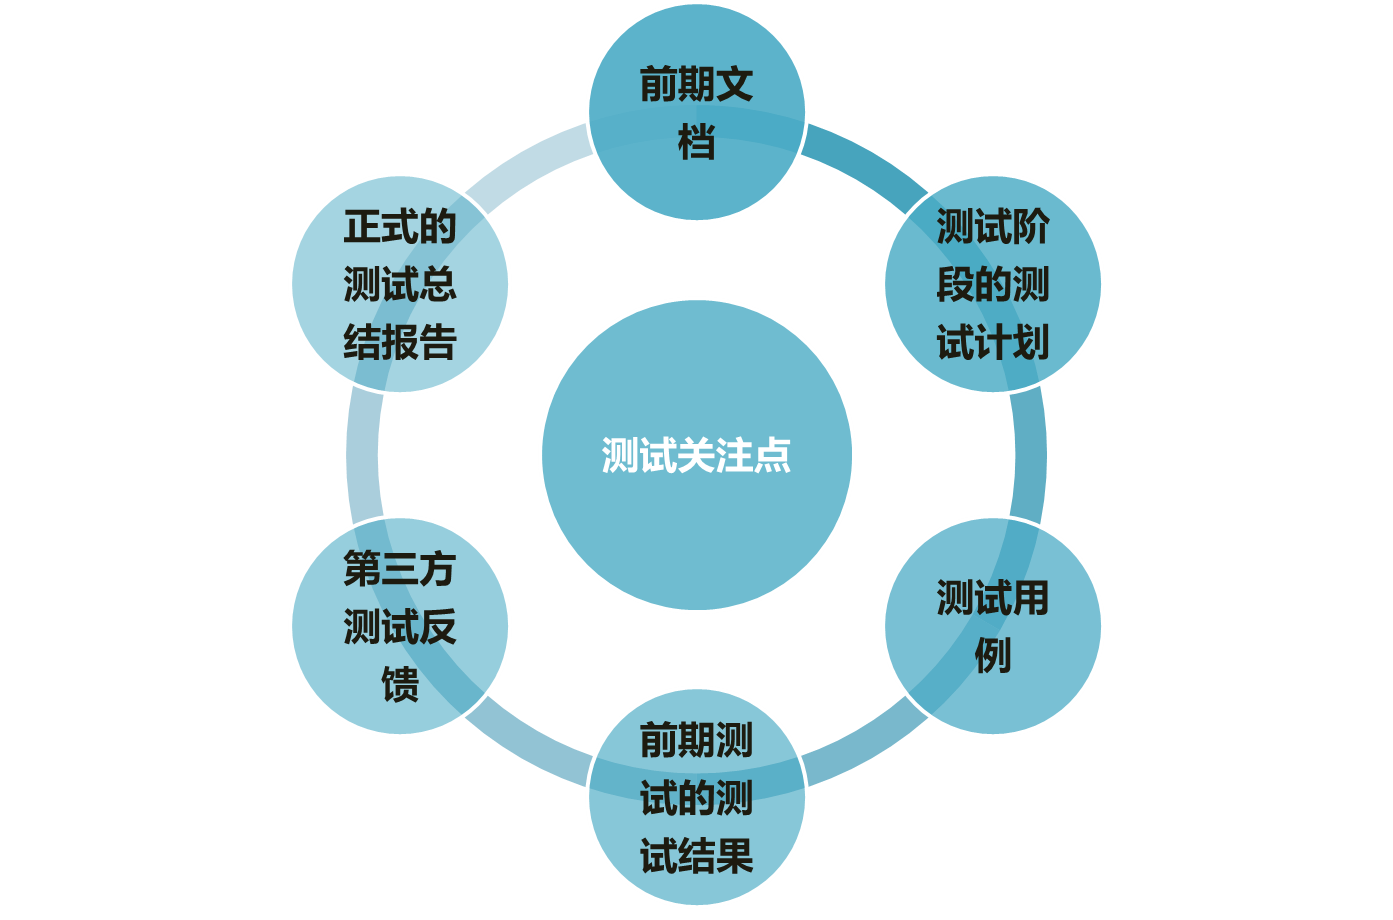 前期文
档
测试阶
段的测
试计划
测试用
例
前期测
试的测
试结果
第三方
测试反
馈
正式的
测试总
结报告
测试关注点